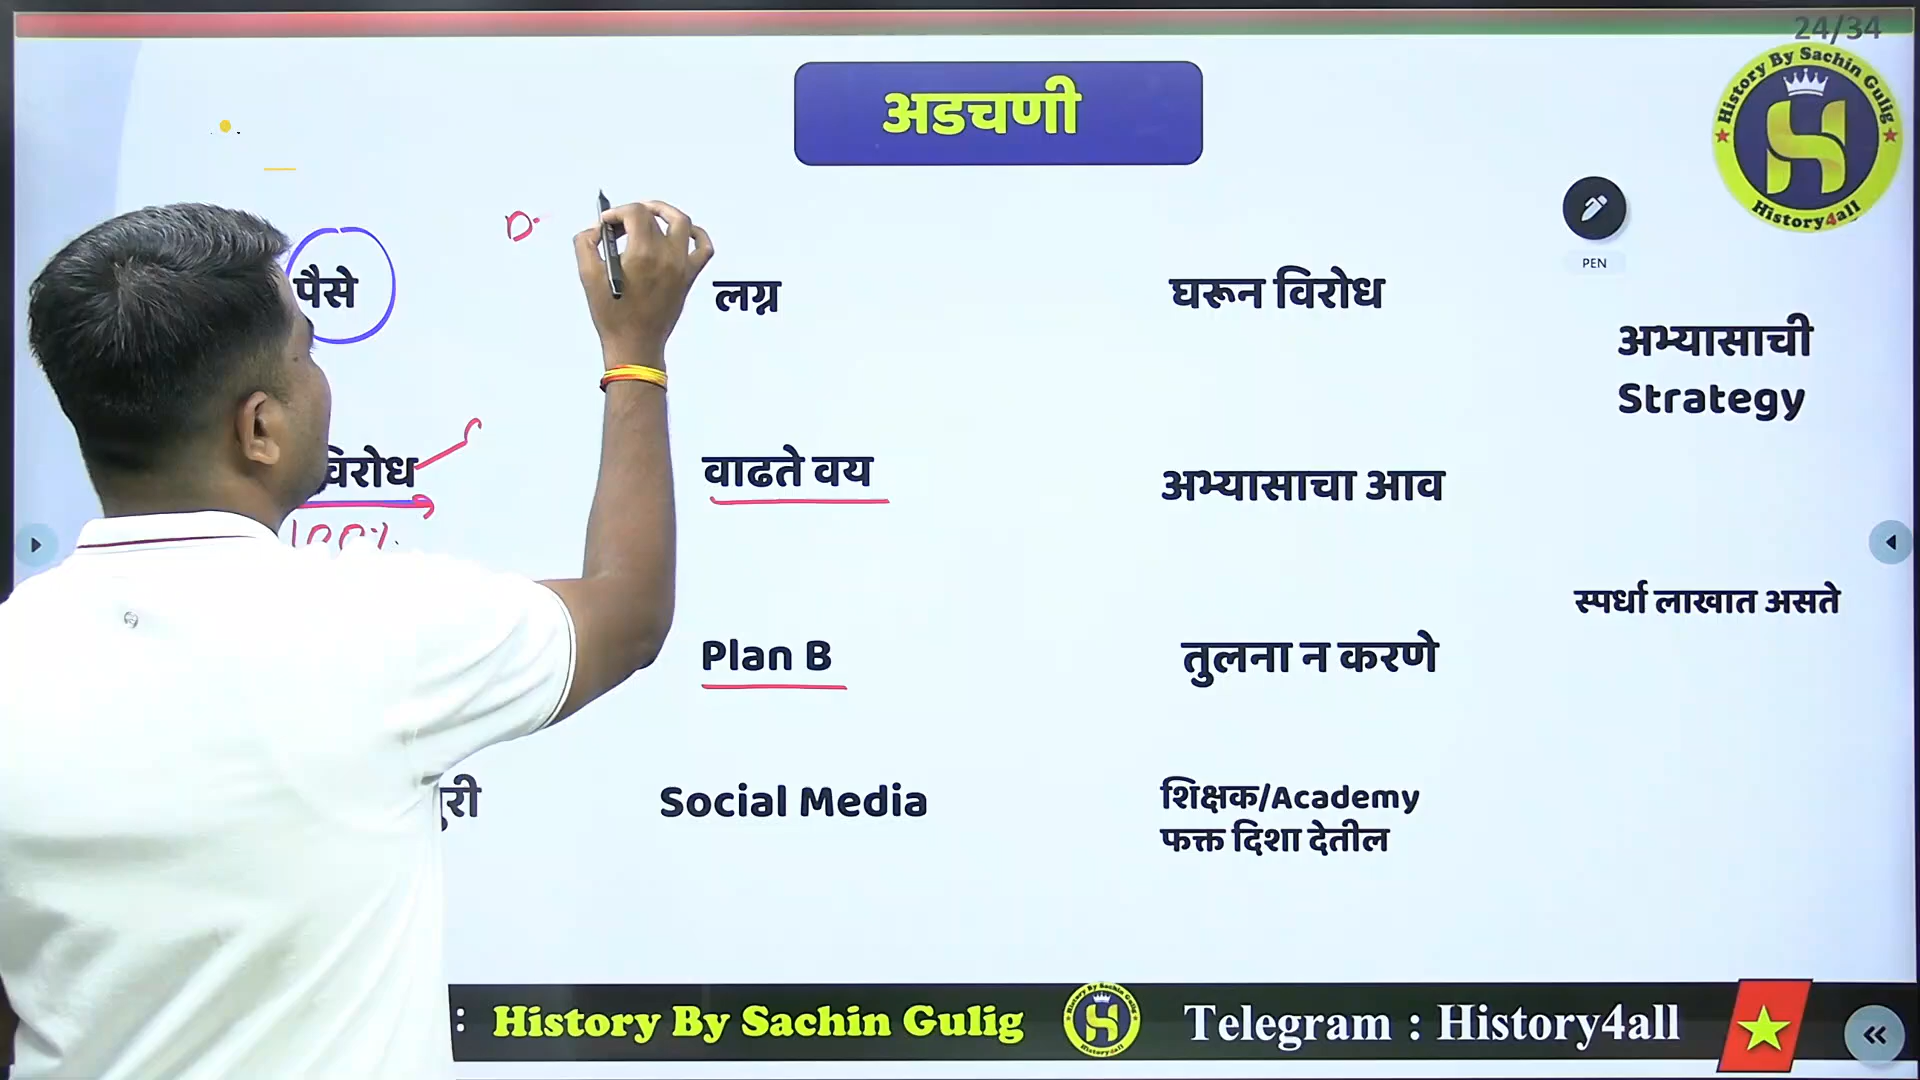 24/34
History By Sachin Gulig
History4all
अडचणी
PEN
पैसे
लग्न
घरून विरोध
अभ्यासाची
Strategy
विरोध
वाढते वय
अभ्यासाचा आव
100%
स्पर्धा लाखात असते
Plan B
तुलना न करणे
Social Media
शिक्षक/Academy
फक्त दिशा देतील
: History By Sachin Gulig
Telegram : History4all